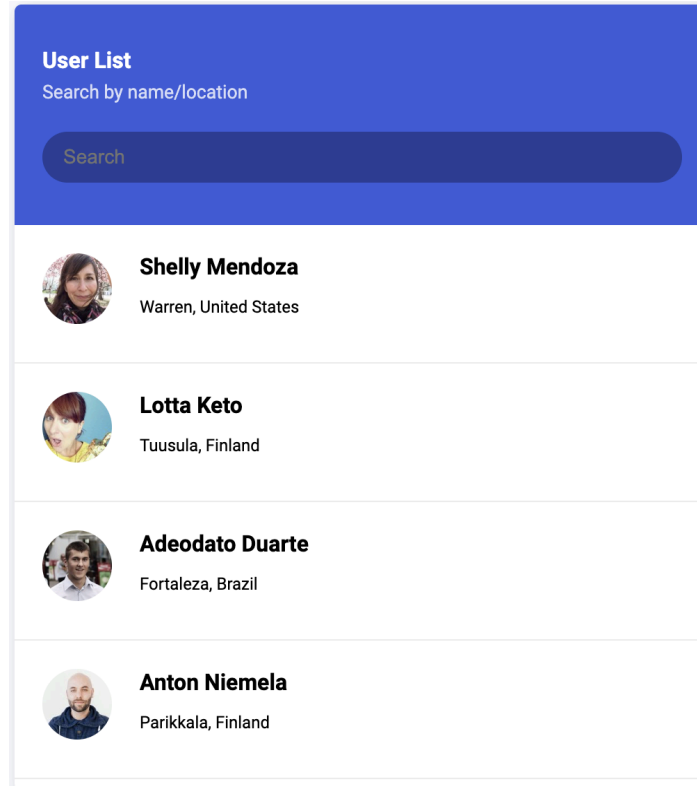 User List
Search by name/location
Search
Shelly Mendoza
Warren, United States
Lotta Keto
Tuusula, Finland
Adeodato Duarte
Fortaleza, Brazil
Anton Niemela
Parikkala, Finland